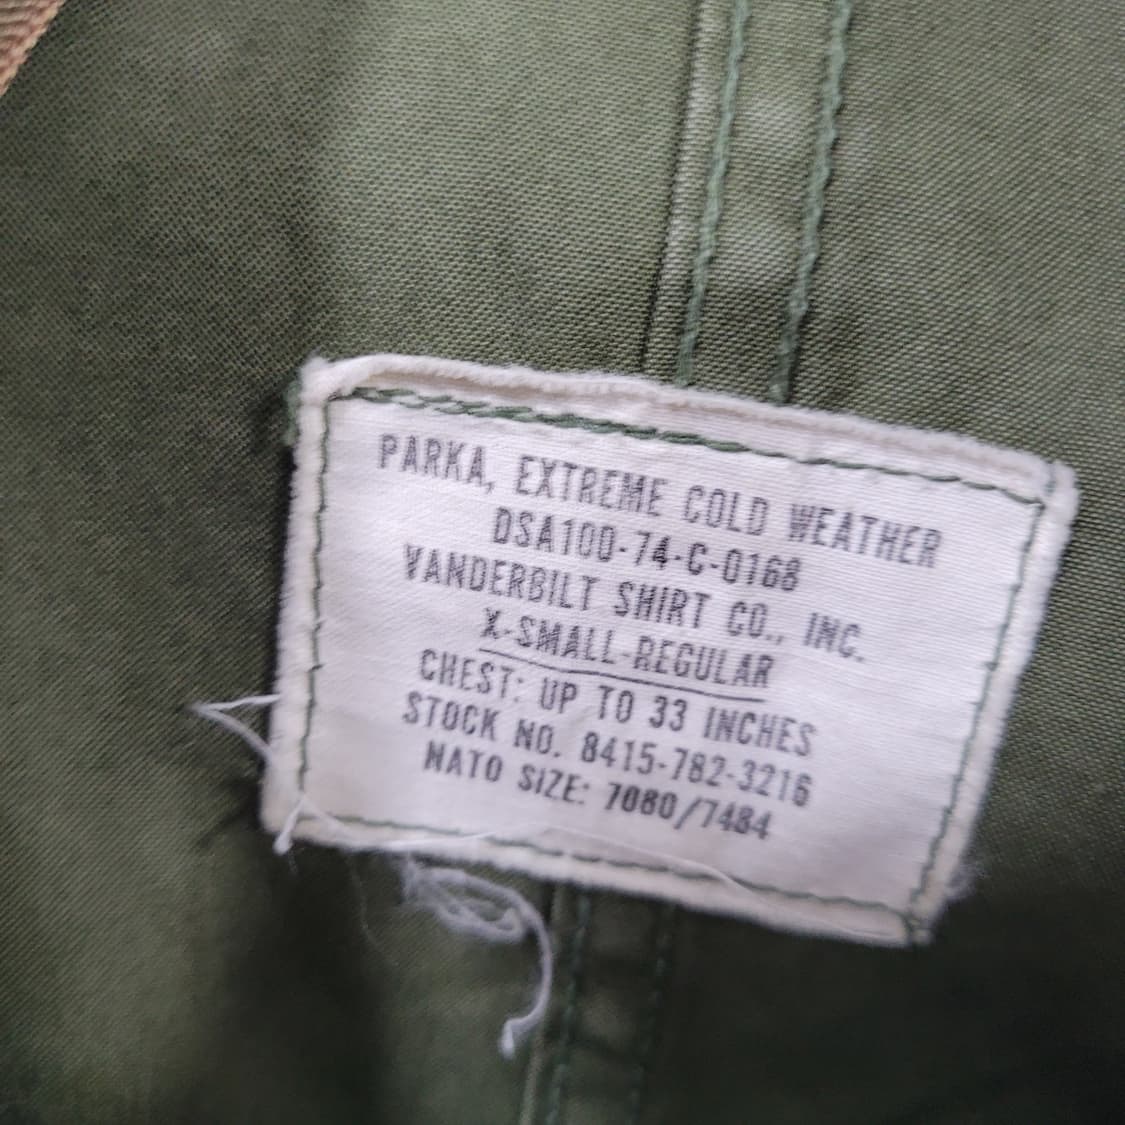 PARKA, EXTREME COLD WEATHER
DSA100-74-C-0168
VANDERBILT SHIRT CO., INC.
X-SMALL-REGULAR
CHEST: UP TO 33 INCHES
STOCK NO. 8415-782-3216
NATO SIZE: 7080/7484